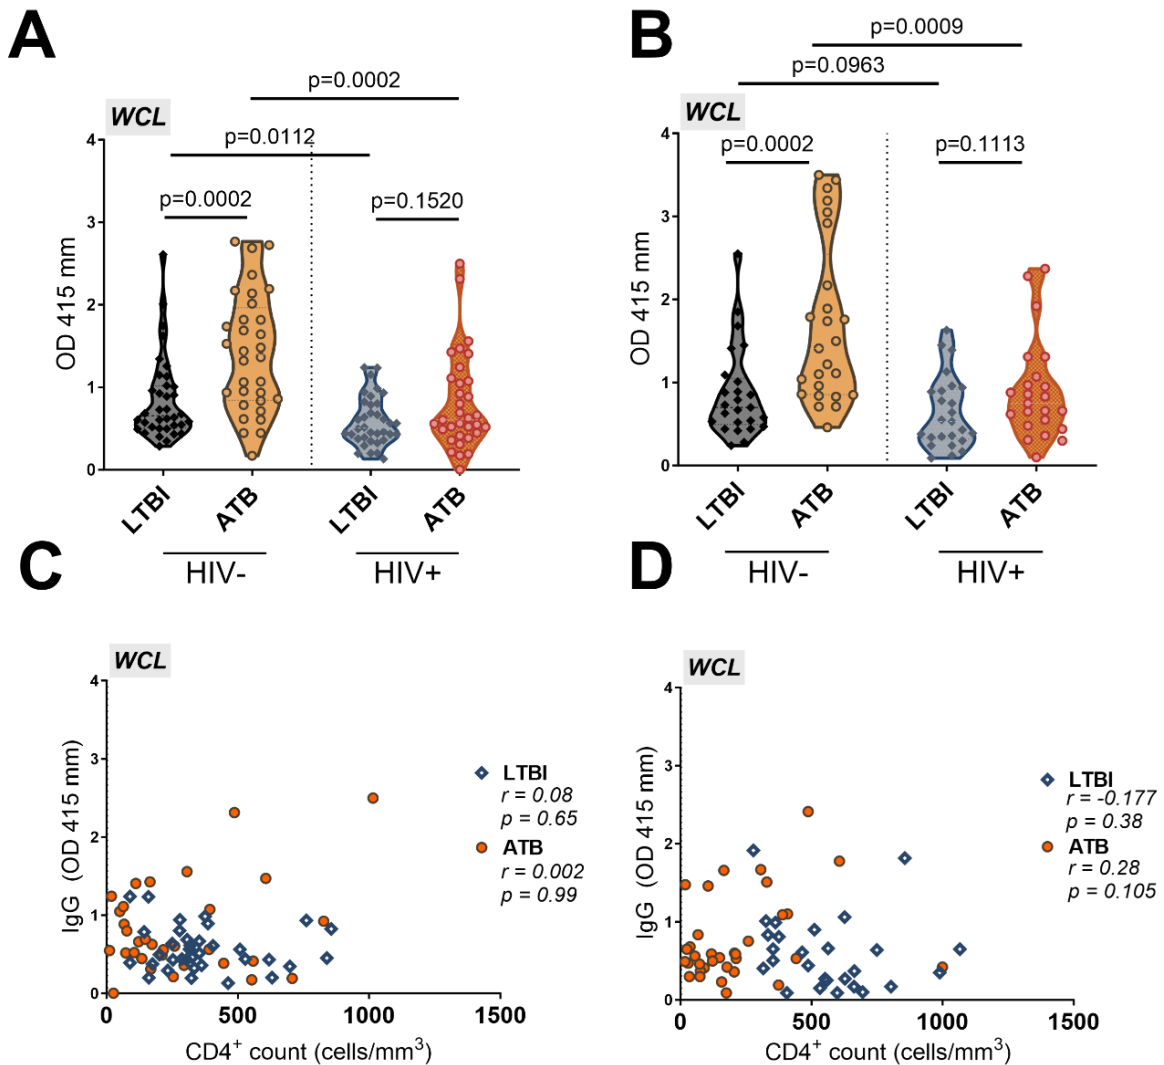 A
B
p=0.0009
p=0.0963
p=0.0002
WCL
WCL
p=0.0112
p=0.0002
p=0.1520
p=0.0002
p=0.1113
OD 415 mm
4
3
2
1
0
OD 415 mm
4
3
2
1
0
LTBI
ATB
LTBI
ATB
HIV-
HIV+
LTBI
ATB
LTBI
ATB
HIV-
HIV+
C
D
WCL
IgG (OD 415 mm)
4
3
2
1
0
LTBI
r = 0.08
p = 0.65
ATB
r = 0.002
p = 0.99
0
500
1000
1500
CD4+ count (cells/mm3)
WCL
IgG (OD 415 mm)
4
3
2
1
0
LTBI
r = -0.177
p = 0.38
ATB
r = 0.28
p = 0.105
0
500
1000
1500
CD4+ count (cells/mm3)